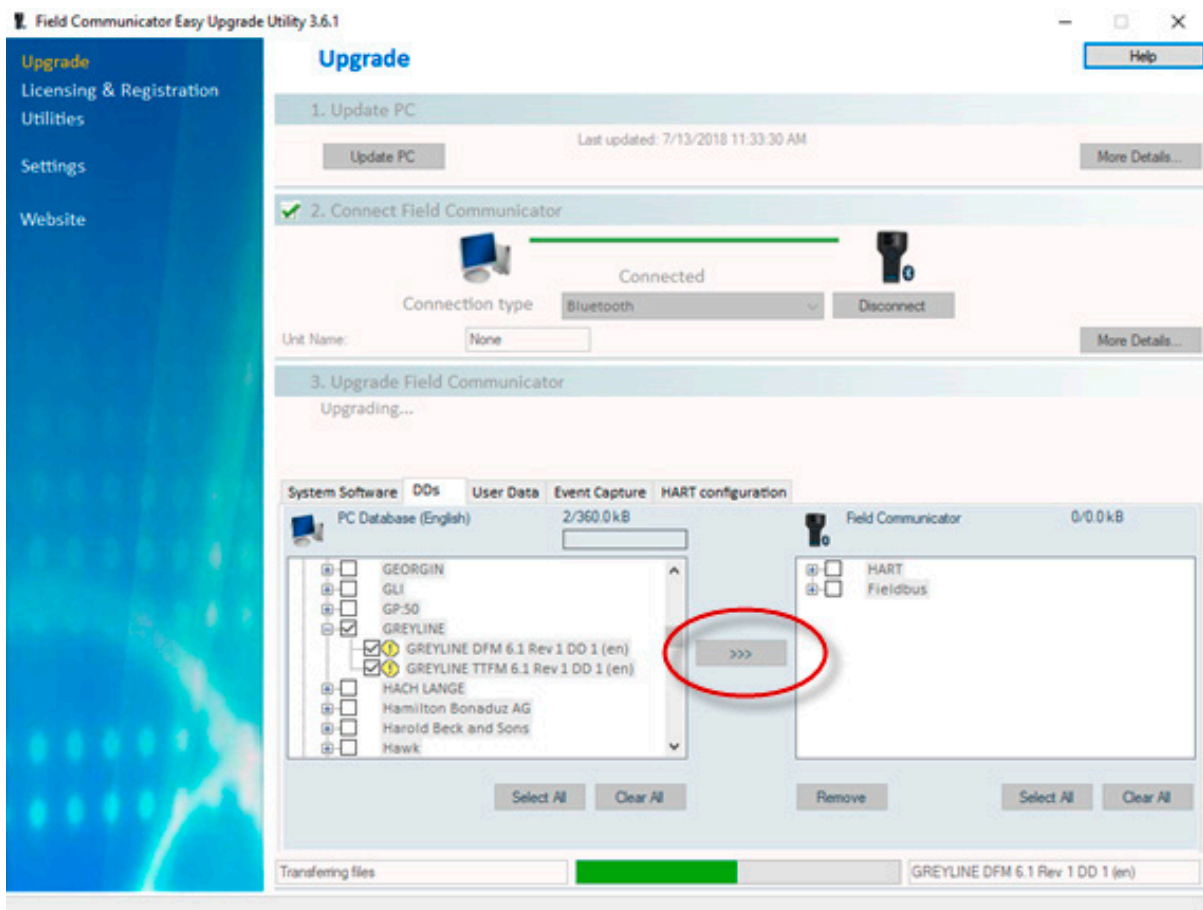 Field Communicator Easy Upgrade Utility 3.6.1
Upgrade
Licensing & Registration
Utilities
Settings
Website
Upgrade
Help
1. Update PC
Last updated: 7/13/2018 11:33:30 AM
Update PC
More Details...
2. Connect Field Communicator
Connected
Connection type
Bluetooth
Disconnect
Unit Name:
None
More Details...
3. Upgrade Field Communicator
Upgrading...
System Software DDs User Data Event Capture HART configuration
PC Database (English) 2/360.0 kB
Field Communicator 0/0.0 kB
GEORGIN
GLI
GP:50
GREYLINE
GREYLINE DFM 6.1 Rev 1 DD 1 (en)
GREYLINE TTFM 6.1 Rev 1 DD 1 (en)
HACH LANGE
Hamilton Bonaduz AG
Harold Beck and Sons
Hawk
>>>
HART
Fieldbus
Select All Clear All
Remove Select All Clear All
Transferring files
GREYLINE DFM 6.1 Rev 1 DD 1 (en)